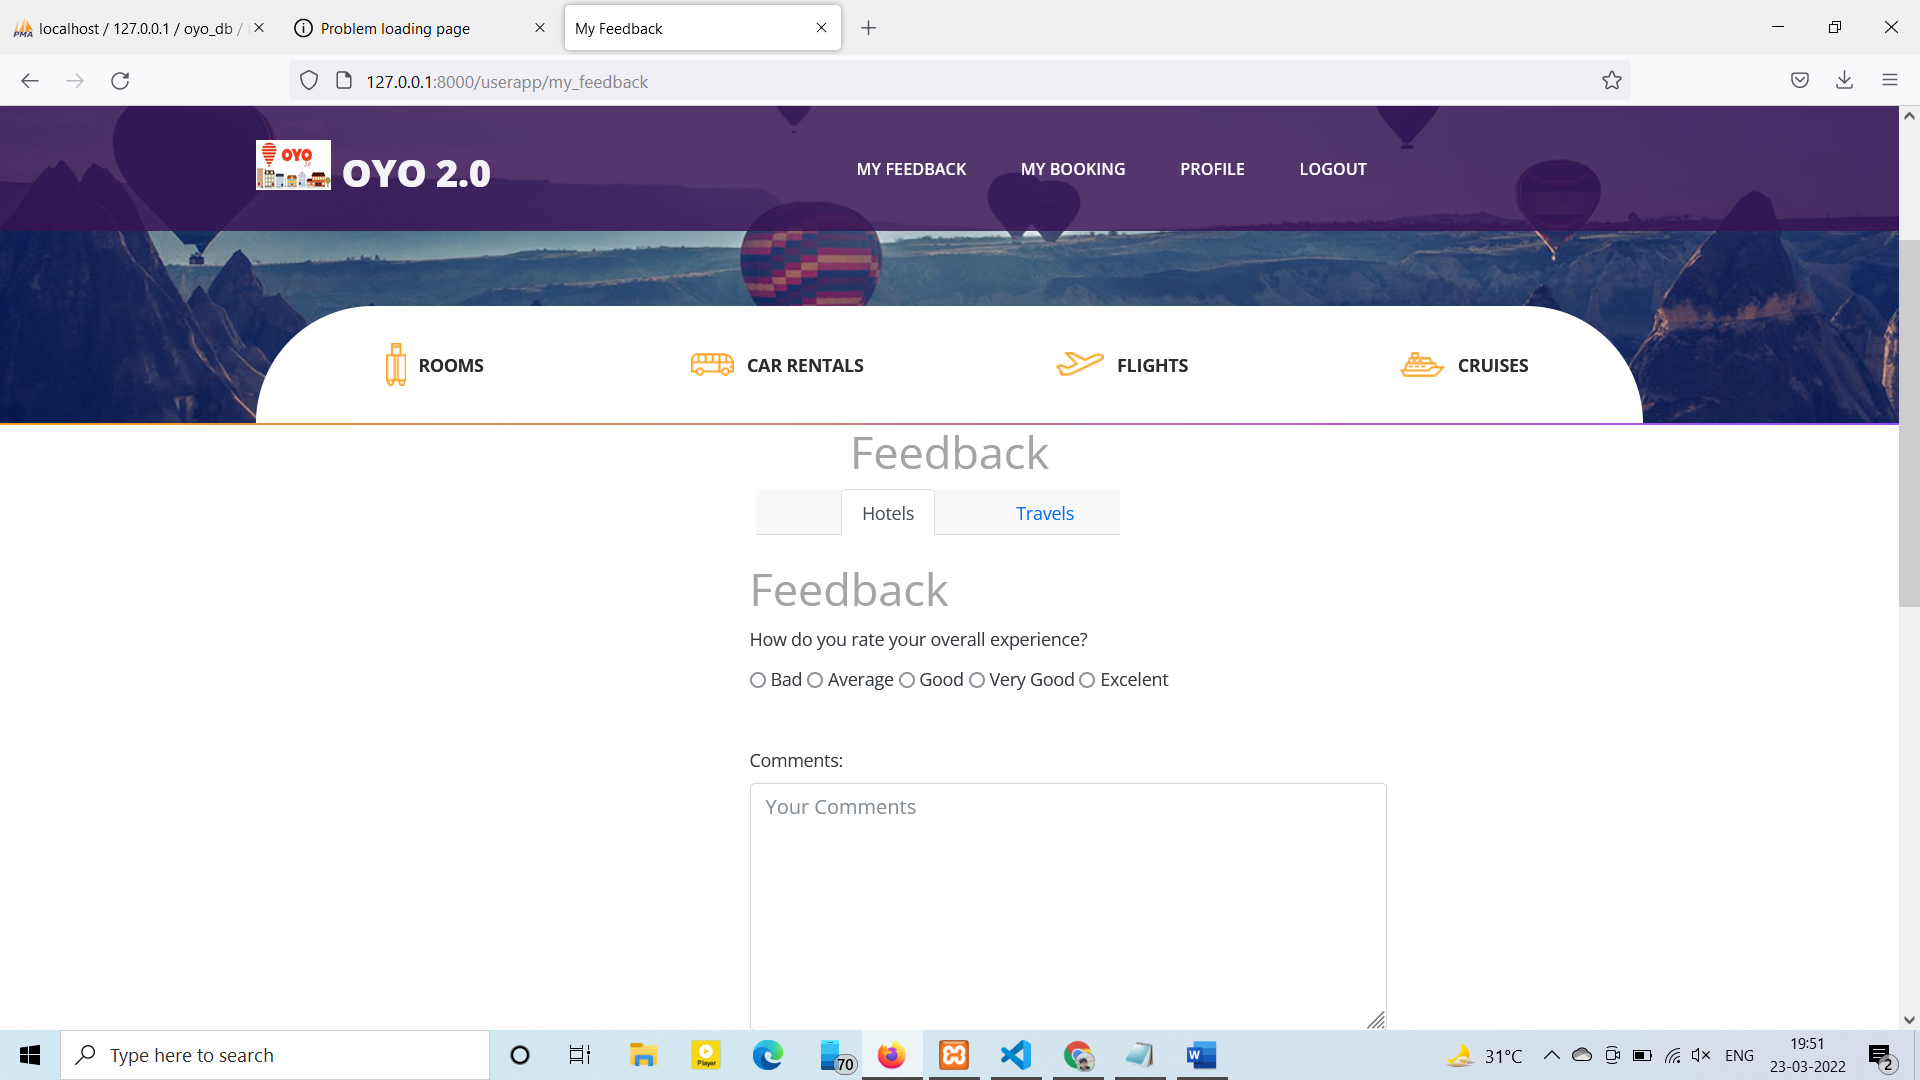 localhost / 127.0.0.1 / oyo_db /
Problem loading page
My Feedback
127.0.0.1:8000/userapp/my_feedback
OYO
2.0
OYO 2.0
MY FEEDBACK
MY BOOKING
PROFILE
LOGOUT
ROOMS
CAR RENTALS
FLIGHTS
CRUISES
Feedback
Hotels
Travels
Feedback
How do you rate your overall experience?
Bad Average Good Very Good Excelent
Comments:
Your Comments
Type here to search
Player
70
31°C
ENG
19:51
23-03-2022
2